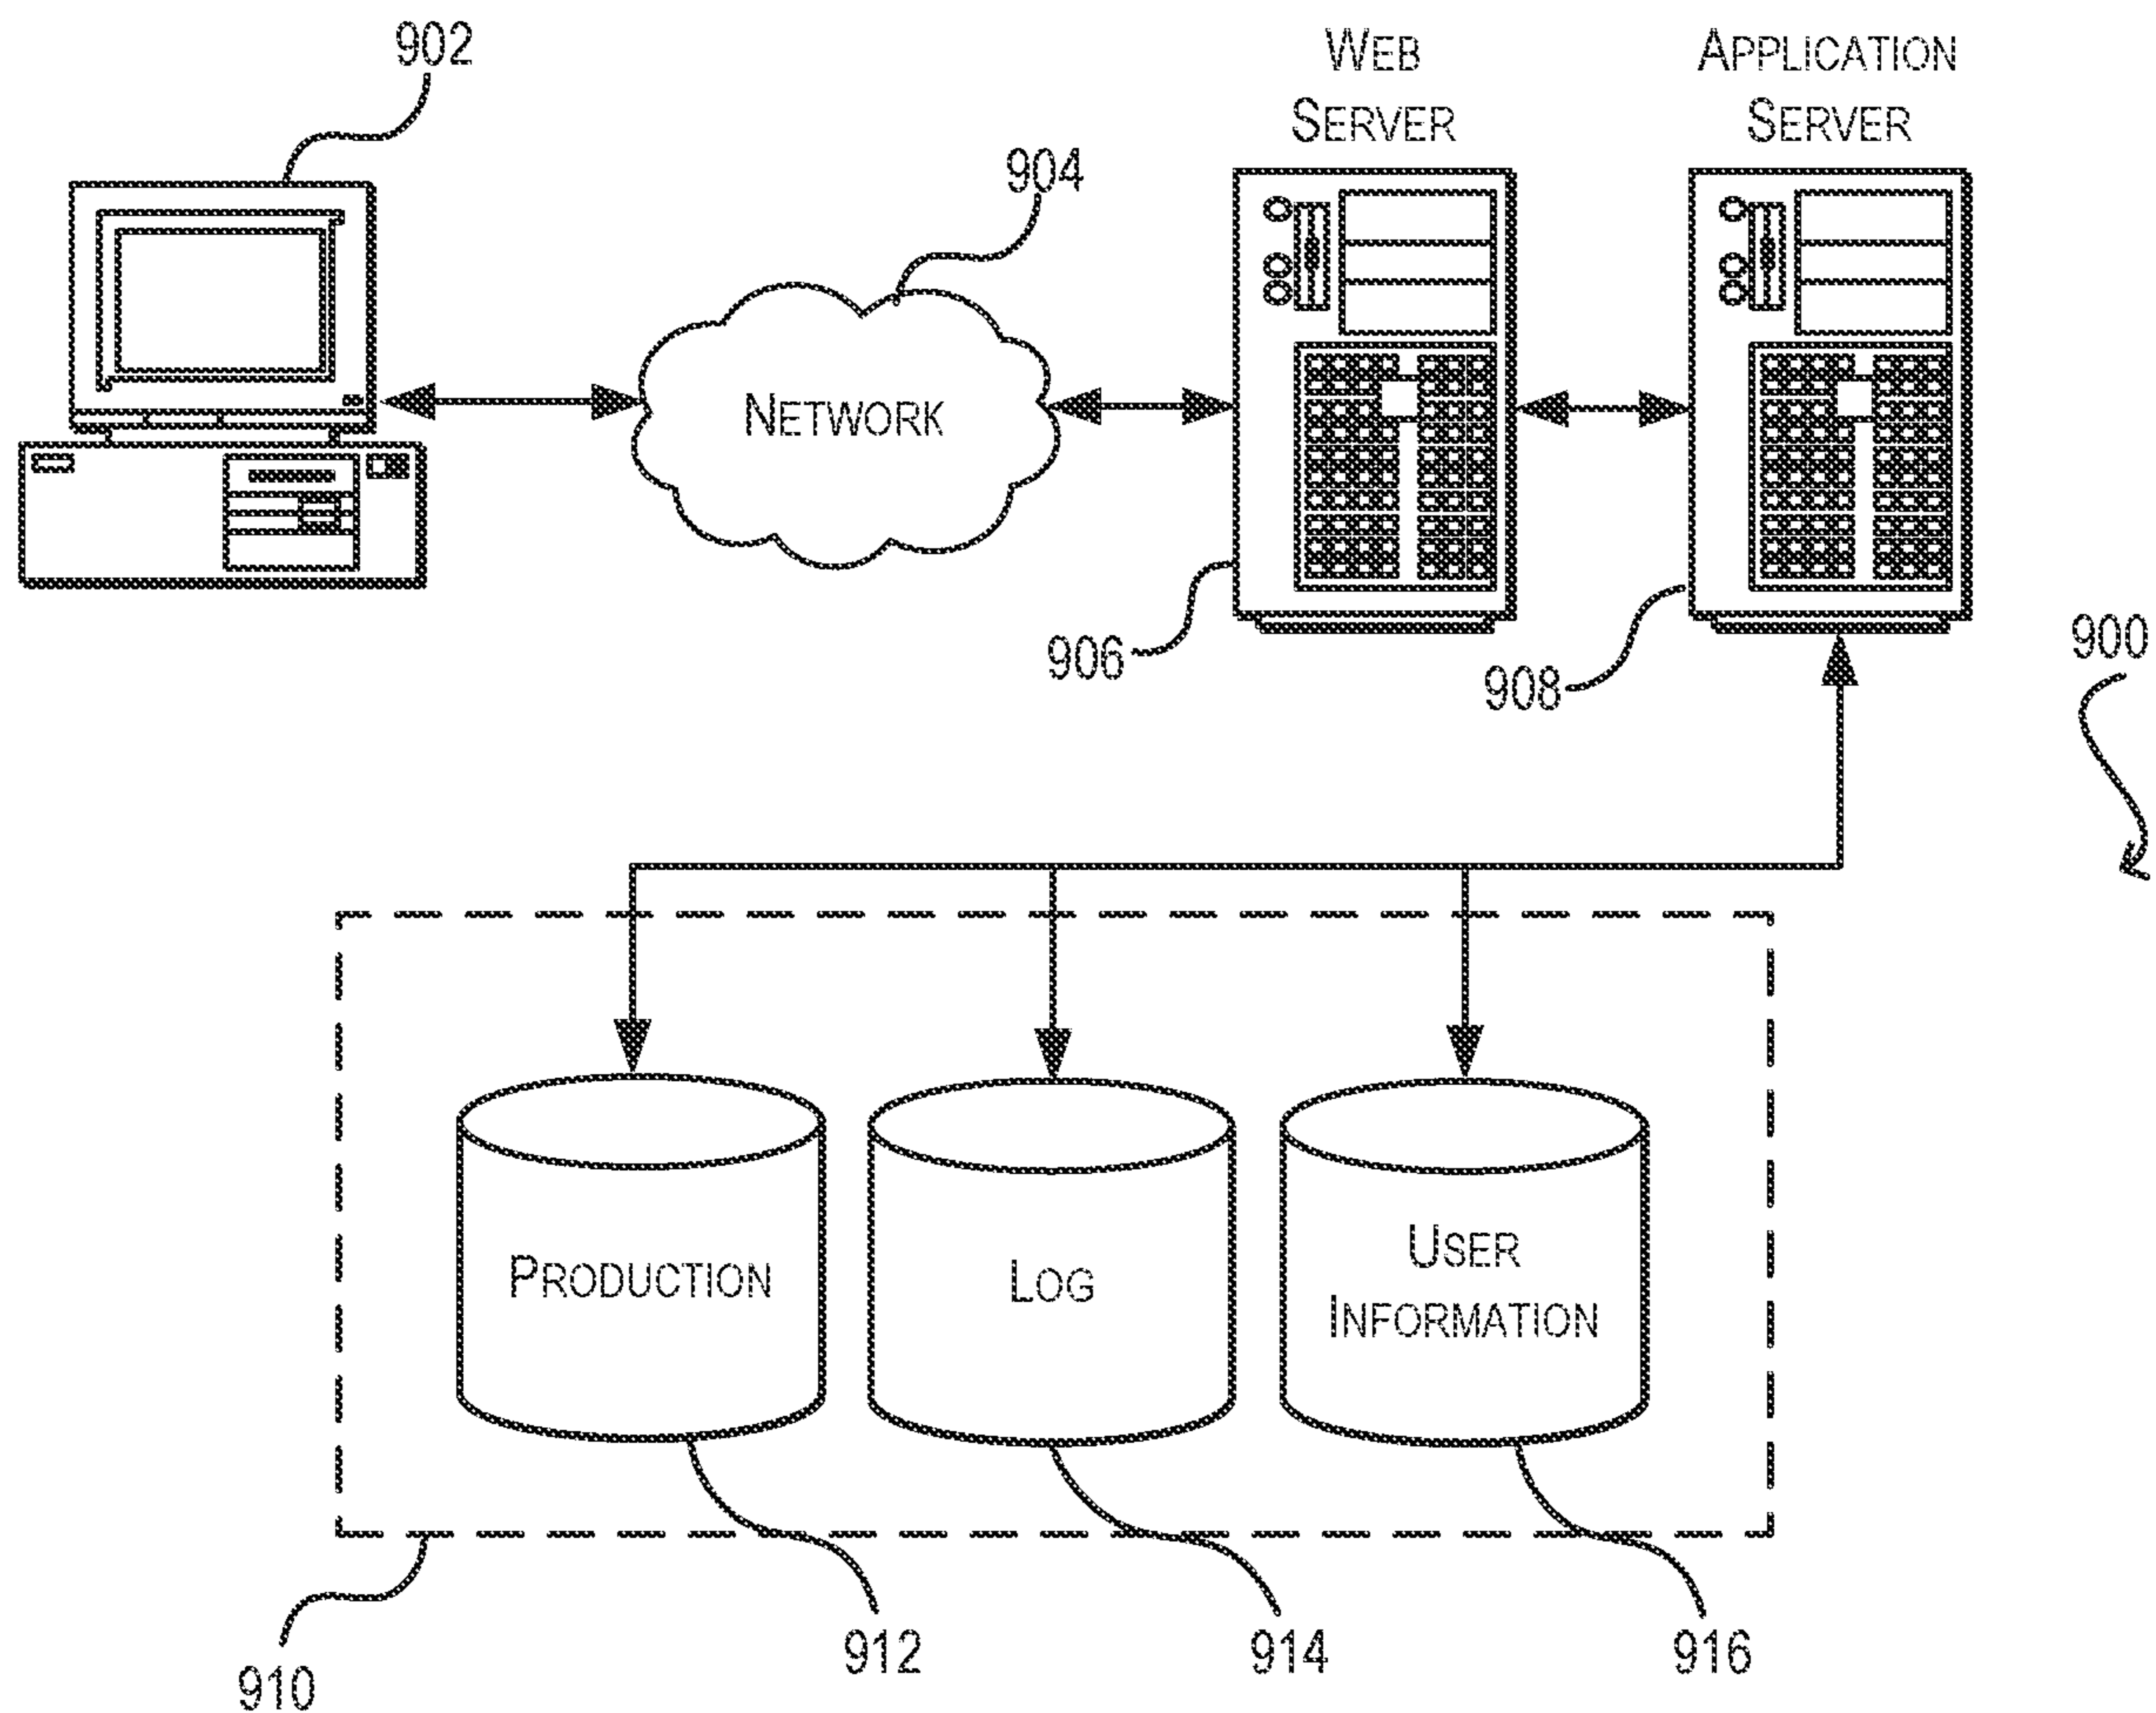 902
904
WEB
SERVER
APPLICATION
SERVER
NETWORK
906
908
900
PRODUCTION
LOG
USER
INFORMATION
910
912
914
916